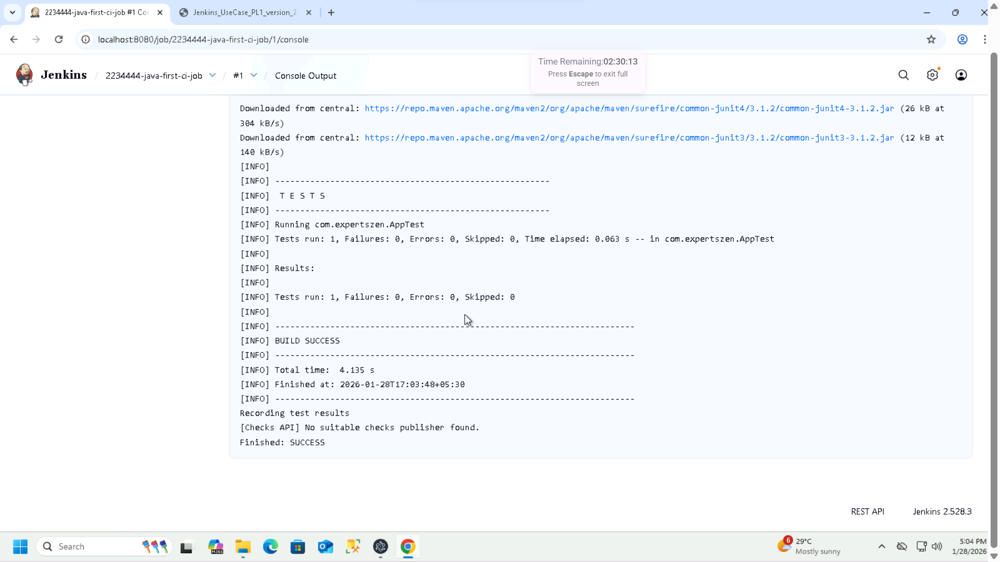 2234444-java-first-ci-job #1 Cor
Jenkins_UseCase_PL1_version_2
localhost:8080/job/2234444-java-first-ci-job/1/console
Time Remaining:02:30:13
Press Escape to exit full
screen
Jenkins / 2234444-java-first-ci-job / #1 / Console Output
Downloaded from central: https://repo.maven.apache.org/maven2/org/apache/maven/surefire/common-junit4/3.1.2/common-junit4-3.1.2.jar (26 kB at
304 kB/s)
Downloaded from central: https://repo.maven.apache.org/maven2/org/apache/maven/surefire/common-junit3/3.1.2/common-junit3-3.1.2.jar (12 kB at
140 kB/s)
[INFO]
[INFO] -------------------------------------------------------
[INFO]  T E S T S
[INFO] -------------------------------------------------------
[INFO] Running com.expertszen.AppTest
[INFO] Tests run: 1, Failures: 0, Errors: 0, Skipped: 0, Time elapsed: 0.063 s -- in com.expertszen.AppTest
[INFO]
[INFO] Results:
[INFO]
[INFO] Tests run: 1, Failures: 0, Errors: 0, Skipped: 0
[INFO]
[INFO] ------------------------------------------------------------------------
[INFO] BUILD SUCCESS
[INFO] ------------------------------------------------------------------------
[INFO] Total time:  4.135 s
[INFO] Finished at: 2026-01-28T17:03:48+05:30
[INFO] ------------------------------------------------------------------------
Recording test results
[Checks API] No suitable checks publisher found.
Finished: SUCCESS
REST API
Jenkins 2.528.3
Search
M365
6
29°C
Mostly sunny
5:04 PM
1/28/2026